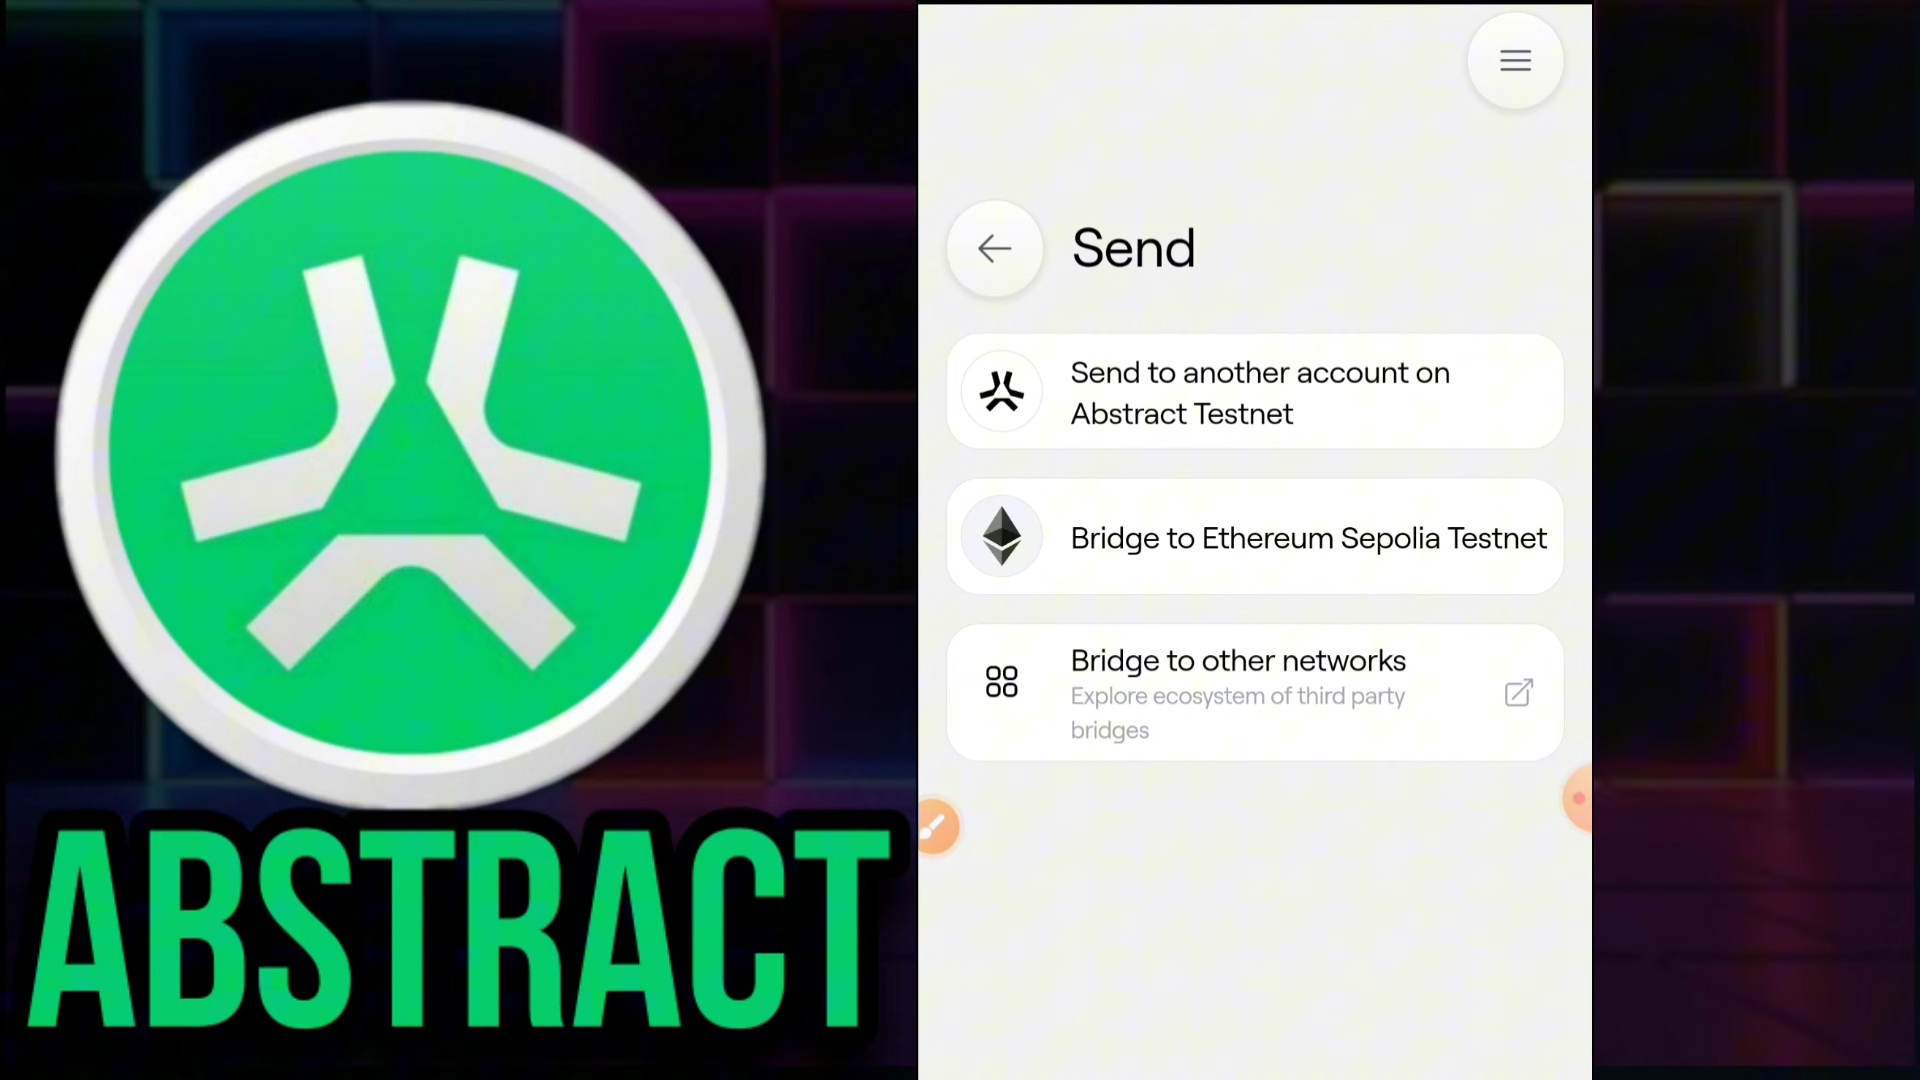 ABSTRACT
Send
Send to another account on
Abstract Testnet
Bridge to Ethereum Sepolia Testnet
Bridge to other networks
Explore ecosystem of third party
bridges